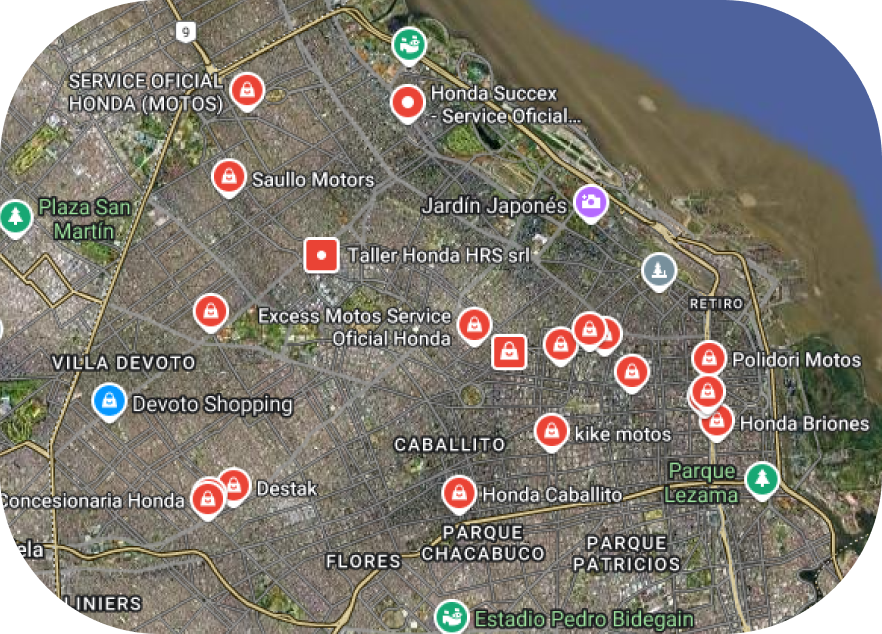 9
SERVICE OFICIAL
HONDA (MOTOS)
Honda Succex
- Service Oficial...
Saullo Motors
Jardín Japonés
Plaza San
Martín
Taller Honda HRS srl
RETIRO
Excess Motos Service
Oficial Honda
VILLA DEVOTO
Polidori Motos
Devoto Shopping
Honda Briones
kike motos
CABALLITO
Parque
Lezama
Destak
Concesionaria Honda
Honda Caballito
PARQUE
CHACABUCO
PARQUE
PATRICIOS
ela
FLORES
LINIERS
Estadio Pedro Bidegain